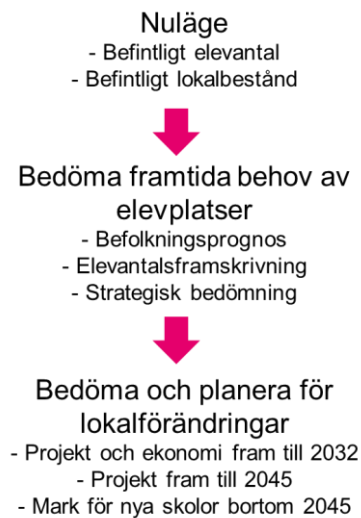 Nuläge
- Befintligt elevantal
- Befintligt lokalbestånd
Bedöma framtida behov av
elevplatser
- Befolkningsprognos
- Elevantalsframskrivning
- Strategisk bedömning
Bedöma och planera för
lokalförändringar
- Projekt och ekonomi fram till 2032
- Projekt fram till 2045
- Mark för nya skolor bortom 2045